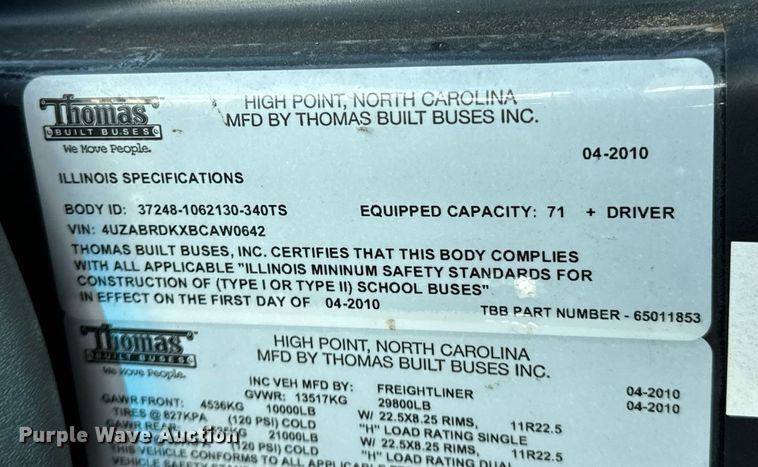 Thomas
BUILT BUSES
We Move People.
HIGH POINT, NORTH CAROLINA
MFD BY THOMAS BUILT BUSES INC.
04-2010
ILLINOIS SPECIFICATIONS
BODY ID: 37248-1062130-340TS EQUIPPED CAPACITY: 71 + DRIVER
VIN: 4UZABRDKXBCAW0642
THOMAS BUILT BUSES, INC. CERTIFIES THAT THIS BODY COMPLIES
WITH ALL APPLICABLE "ILLINOIS MININUM SAFETY STANDARDS FOR
CONSTRUCTION OF (TYPE I OR TYPE II) SCHOOL BUSES"
IN EFFECT ON THE FIRST DAY OF 04-2010
TBB PART NUMBER - 65011853
Thomas
BUILT BUSES
We Move People.
HIGH POINT, NORTH CAROLINA
MFD BY THOMAS BUILT BUSES INC.
04-2010
INC VEH MFD BY: FREIGHTLINER 04-2010
GVWR: 13517KG 29800LB
GAWR FRONT: 4536KG 10000LB W/ 22.5X8.25 RIMS, 11R22.5
TIRES @ 827KPA (120 PSI) COLD "H" LOAD RATING SINGLE
GAWR REAR: 21000LB W/ 22.5X8.25 RIMS, 11R22.5
(120 PSI) COLD "H" LOAD RATING DUAL
THIS VEHICLE CONFORMS TO ALL APPLICABLE
VEHICLE SAFETY
Purple Wave Auction